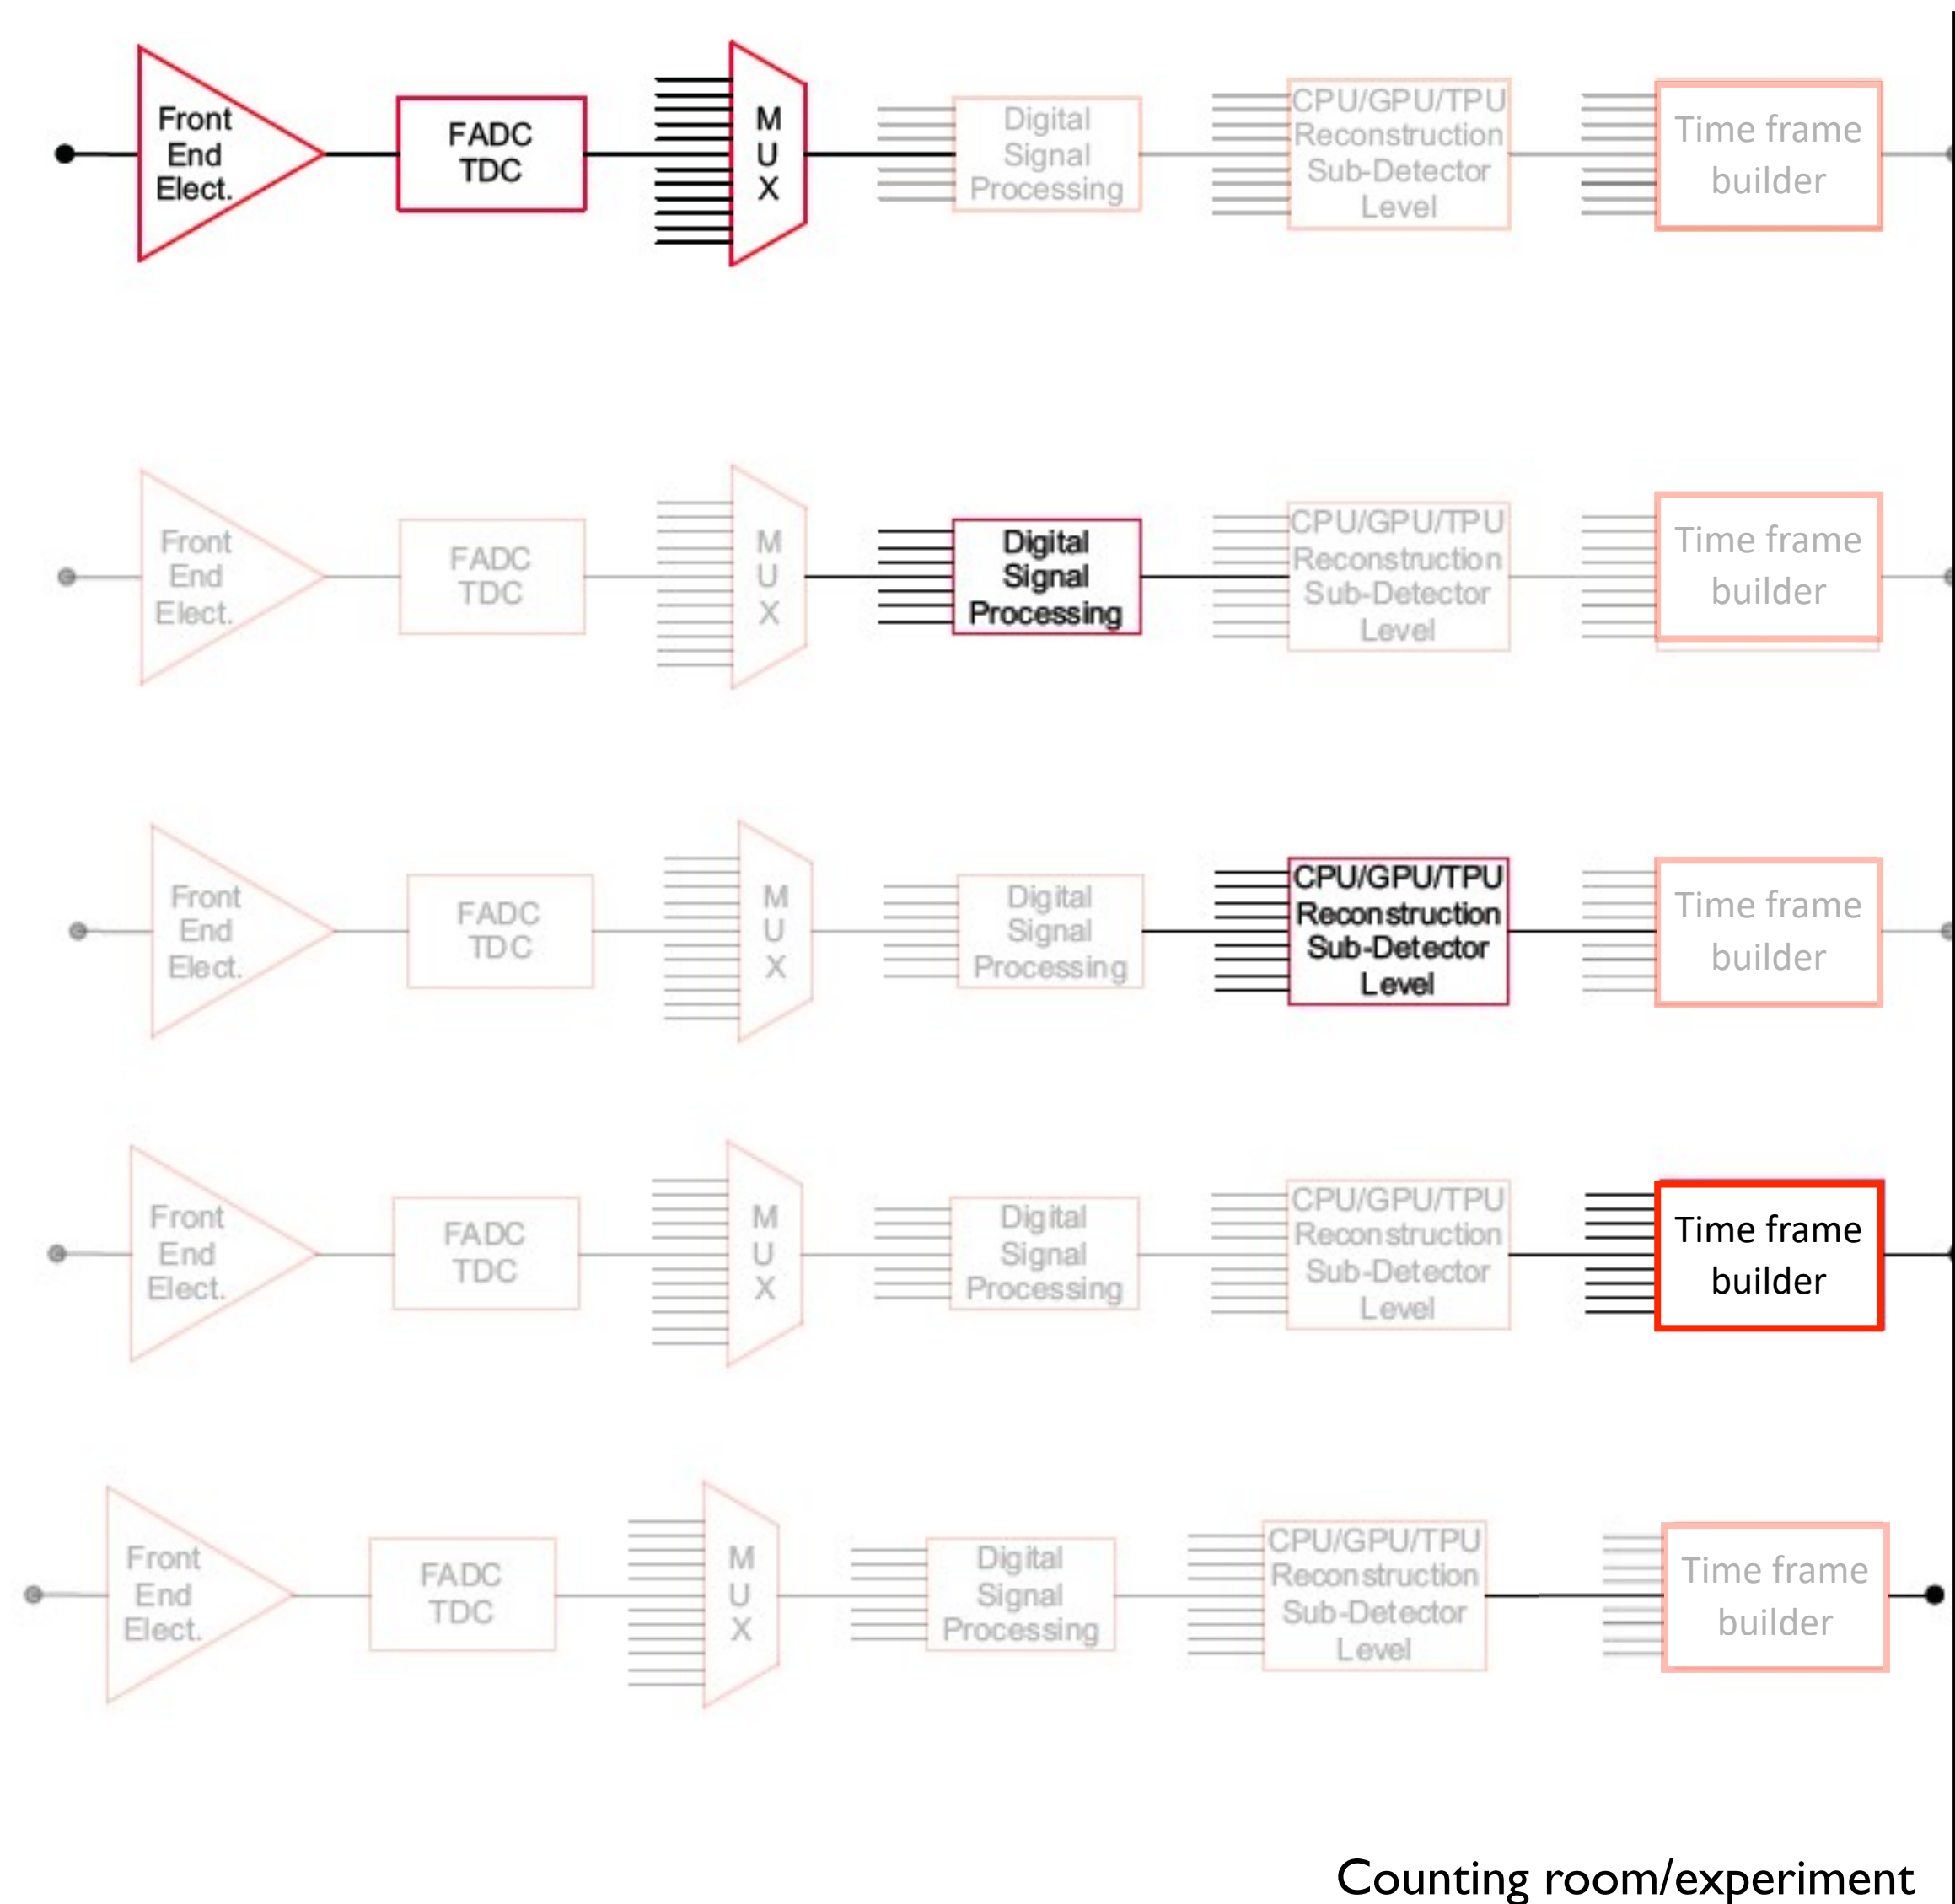 Front
End
Elect.
FADC
TDC
M
U
X
Digital
Signal
Processing
CPU/GPU/TPU
Reconstruction
Sub-Detector
Level
Time frame
builder
Front
End
Elect.
FADC
TDC
M
U
X
Digital
Signal
Processing
CPU/GPU/TPU
Reconstruction
Sub-Detector
Level
Time frame
builder
Front
End
Elect.
FADC
TDC
M
U
X
Digital
Signal
Processing
CPU/GPU/TPU
Reconstruction
Sub-Detector
Level
Time frame
builder
Front
End
Elect.
FADC
TDC
M
U
X
Digital
Signal
Processing
CPU/GPU/TPU
Reconstruction
Sub-Detector
Level
Time frame
builder
Front
End
Elect.
FADC
TDC
M
U
X
Digital
Signal
Processing
CPU/GPU/TPU
Reconstruction
Sub-Detector
Level
Time frame
builder
Counting room/experiment